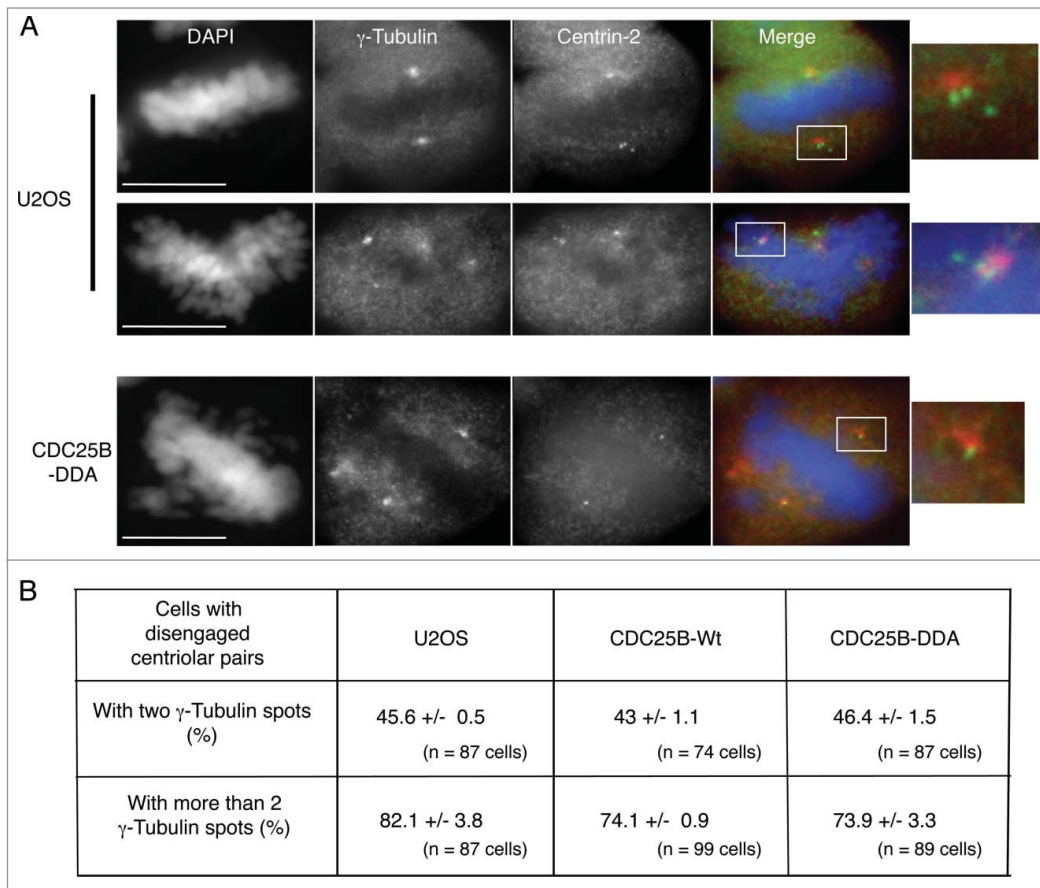 A
DAPI
γ-Tubulin
Centrin-2
Merge
U2OS
CDC25B
-DDA
B
Cells with
disengaged
centriolar pairs
U2OS
CDC25B-Wt
CDC25B-DDA
With two γ-Tubulin spots
(%)
45.6 +/- 0.5
(n = 87 cells)
43 +/- 1.1
(n = 74 cells)
46.4 +/- 1.5
(n = 87 cells)
With more than 2
γ-Tubulin spots (%)
82.1 +/- 3.8
(n = 87 cells)
74.1 +/- 0.9
(n = 99 cells)
73.9 +/- 3.3
(n = 89 cells)